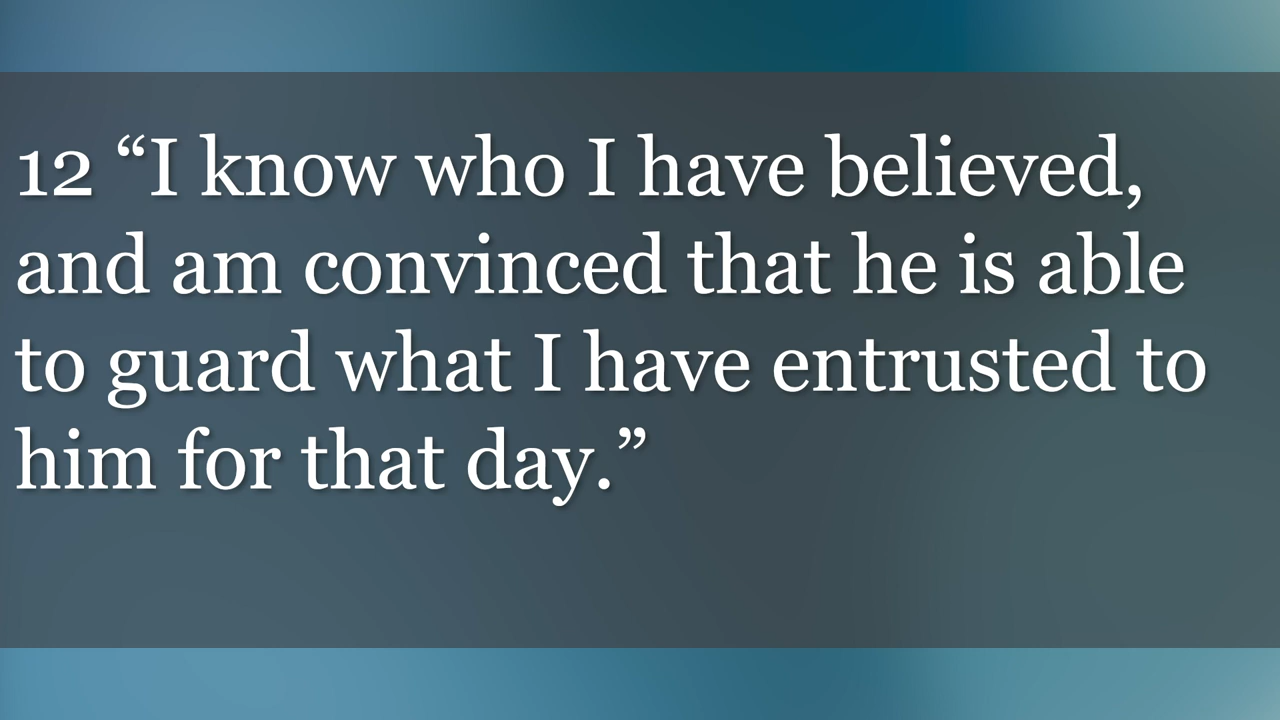 12 “I know who I have believed,
and am convinced that he is able
to guard what I have entrusted to
him for that day.”